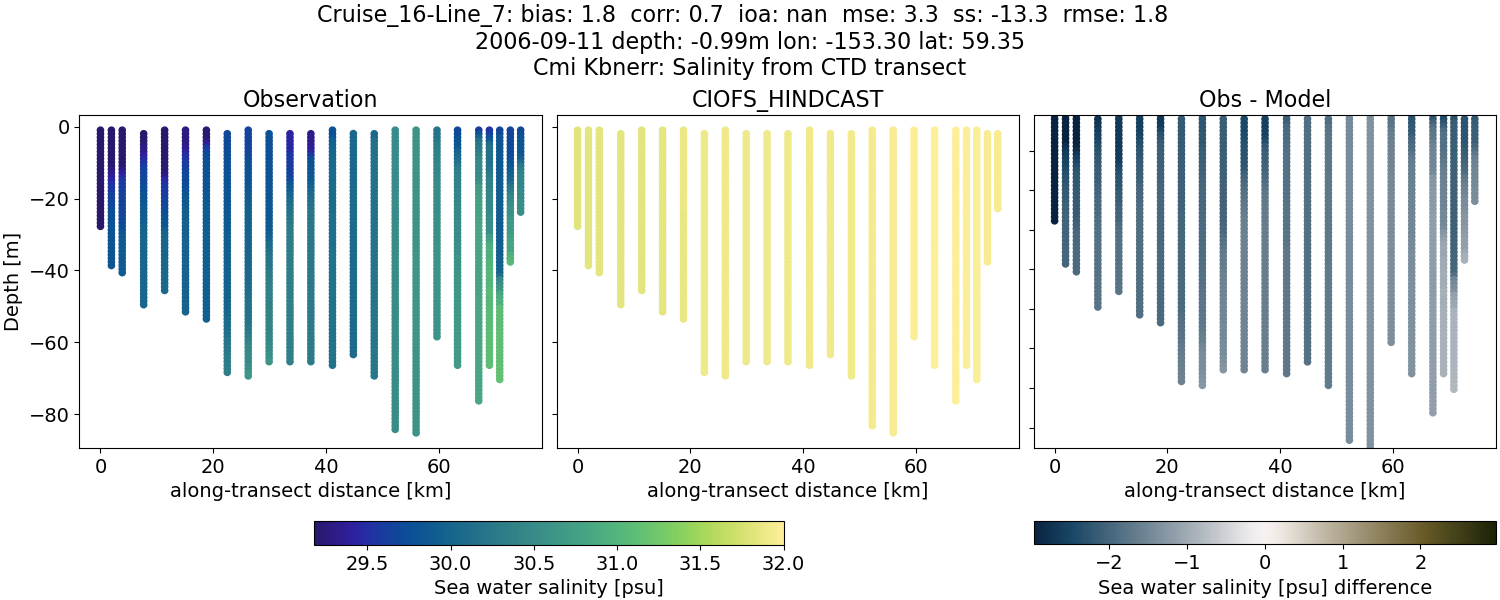 Cruise_16-Line_7: bias: 1.8  corr: 0.7  ioa: nan  mse: 3.3  ss: -13.3  rmse: 1.8
2006-09-11 depth: -0.99m lon: -153.30 lat: 59.35
Cmi Kbnerr: Salinity from CTD transect
Observation
CIOFS_HINDCAST
Obs - Model
Depth [m]
0
−20
−40
−60
−80
0 20 40 60
0 20 40 60
0 20 40 60
along-transect distance [km]
along-transect distance [km]
along-transect distance [km]
29.5 30.0 30.5 31.0 31.5 32.0
Sea water salinity [psu]
−2 −1 0 1 2
Sea water salinity [psu] difference